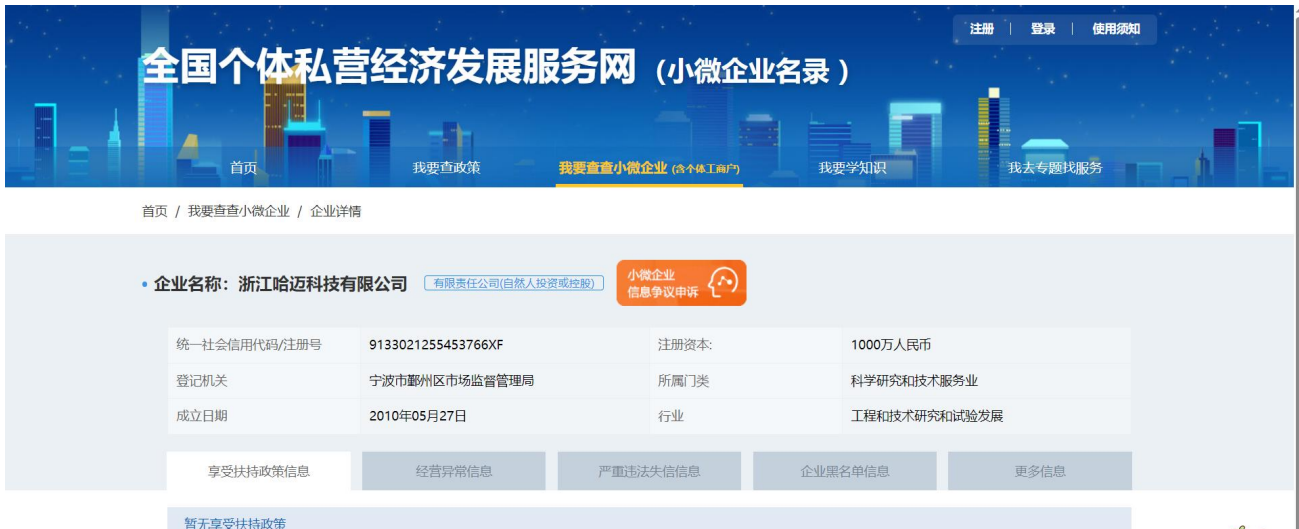 注册 | 登录 | 使用须知
全国个体私营经济发展服务网（小微企业名录）
首页 我要查政策 我要查查小微企业 (含个体工商户) 我要学知识 我去专题找服务
首页 / 我要查查小微企业 / 企业详情
企业名称：浙江哈迈科技有限公司 有限责任公司(自然人投资或控股) 小微企业
信息争议申诉
统一社会信用代码/注册号 9133021255453766XF 注册资本: 1000万人民币
登记机关 宁波市鄞州区市场监督管理局 所属门类 科学研究和技术服务业
成立日期 2010年05月27日 行业 工程和技术研究和试验发展
享受扶持政策信息 经营异常信息 严重违法失信信息 企业黑名单信息 更多信息
暂无享受扶持政策